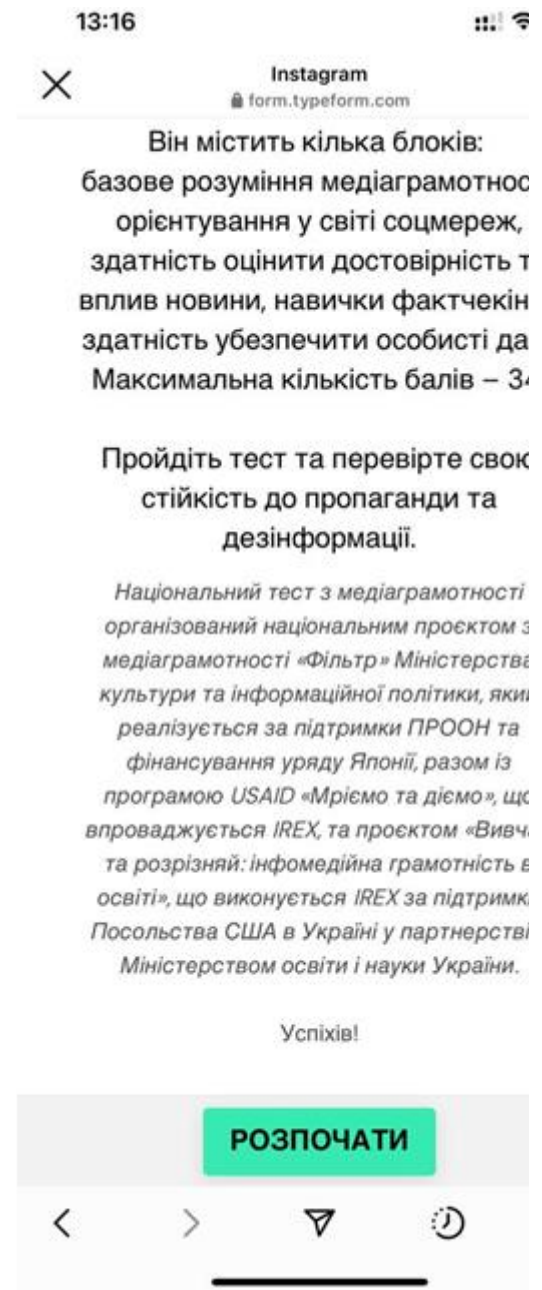 13:16
Instagram
form.typeform.com
Він містить кілька блоків:
базове розуміння медіаграмотнос
орієнтування у світі соцмереж,
здатність оцінити достовірність т
вплив новини, навички фактчекін
здатність убезпечити особисті да
Максимальна кількість балів – 34
Пройдіть тест та перевірте свою
стійкість до пропаганди та
дезінформації.
Національний тест з медіаграмотності
організований національним проєктом з
медіаграмотності «Фільтр» Міністерства
культури та інформаційної політики, який
реалізується за підтримки ПРООН та
фінансування уряду Японії, разом із
програмою USAID «Мріємо та діємо», що
впроваджується IREX, та проєктом «Вивч
та розрізняй: інфомедійна грамотність в
освіті», що виконується IREX за підтримк
Посольства США в Україні у партнерстві
Міністерством освіти і науки України.
Успіхів!
РОЗПОЧАТИ